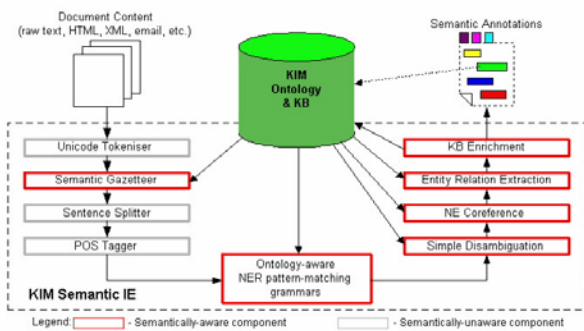 Document Content
(raw text, HTML, XML, email, etc.)
Semantic Annotations
KIM
Ontology
& KB
Unicode Tokeniser
Semantic Gazetteer
Sentence Splitter
POS Tagger
Ontology-aware
NER pattern-matching
grammars
KB Enrichment
Entity Relation Extraction
NE Coreference
Simple Disambiguation
KIM Semantic IE
Legend: - Semantically-aware component - Semantically-unaware component